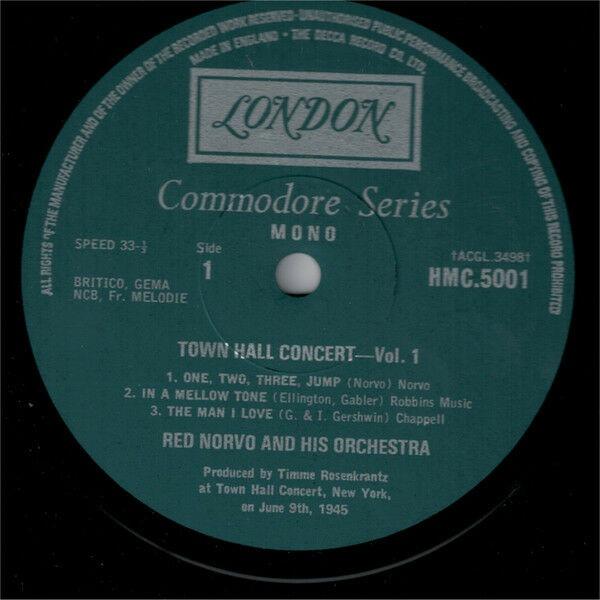 ALL RIGHTS OF THE MANUFACTURER AND OF THE OWNER OF THE RECORDED WORK RESERVED-UNAUTHORISED PUBLIC PERFORMANCE BROADCASTING AND COPYING OF THIS RECORD PROHIBITED
MADE IN ENGLAND • THE DECCA RECORD CO. LTD.
LONDON
Commodore Series
MONO
SPEED 33-⅓
Side
1
†ACGL.3498†
HMC.5001
BRITICO, GEMA
NCB, Fr. MELODIE
TOWN HALL CONCERT—Vol. 1
1. ONE, TWO, THREE, JUMP (Norvo) Norvo
2. IN A MELLOW TONE (Ellington, Gabler) Robbins Music
3. THE MAN I LOVE (G. & I. Gershwin) Chappell
RED NORVO AND HIS ORCHESTRA
Produced by Timme Rosenkrantz
at Town Hall Concert, New York,
on June 9th, 1945